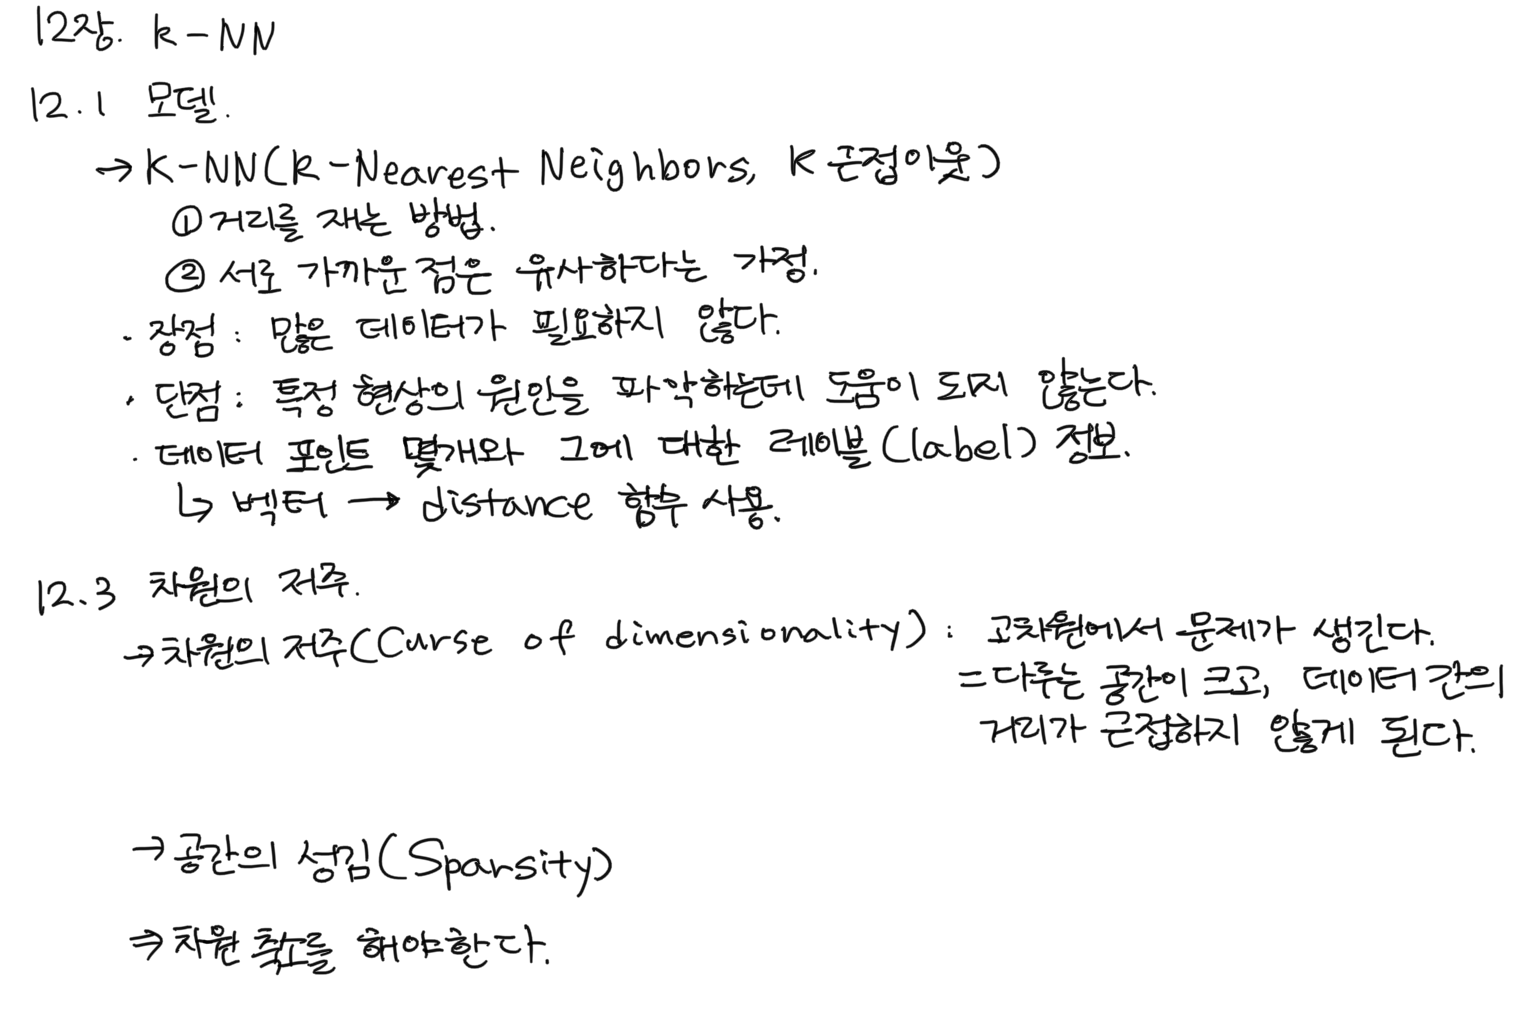 12장. k-NN
12.1 모델.
→ K-NN(k-Nearest Neighbors, k 근접이웃)
① 거리를 재는 방법.
② 서로 가까운 점은 유사하다는 가정.
· 장점 : 많은 데이터가 필요하지 않다.
· 단점 : 특정 현상의 원인을 파악하는데 도움이 되지 않는다.
· 데이터 포인트 몇개와 그에 대한 레이블(label) 정보.
↳ 벡터 → distance 함수 사용.
12.3 차원의 저주.
→ 차원의 저주(Curse of dimensionality) : 고차원에서 문제가 생긴다.
= 다루는 공간이 크고, 데이터 간의
거리가 근접하지 않게 된다.
→ 공간의 성김(Sparsity)
⇒ 차원 축소를 해야한다.